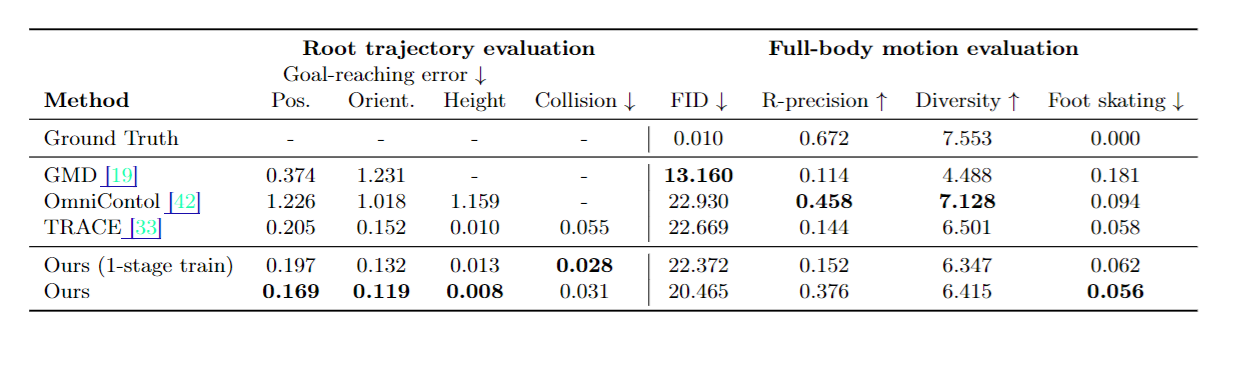 Root trajectory evaluation Full-body motion evaluation
Goal-reaching error ↓
Method Pos. Orient. Height Collision ↓ FID ↓ R-precision ↑ Diversity ↑ Foot skating ↓
Ground Truth - - - - 0.010 0.672 7.553 0.000
GMD [19] 0.374 1.231 - - 13.160 0.114 4.488 0.181
OmniContol [42] 1.226 1.018 1.159 - 22.930 0.458 7.128 0.094
TRACE [33] 0.205 0.152 0.010 0.055 22.669 0.144 6.501 0.058
Ours (1-stage train) 0.197 0.132 0.013 0.028 22.372 0.152 6.347 0.062
Ours 0.169 0.119 0.008 0.031 20.465 0.376 6.415 0.056